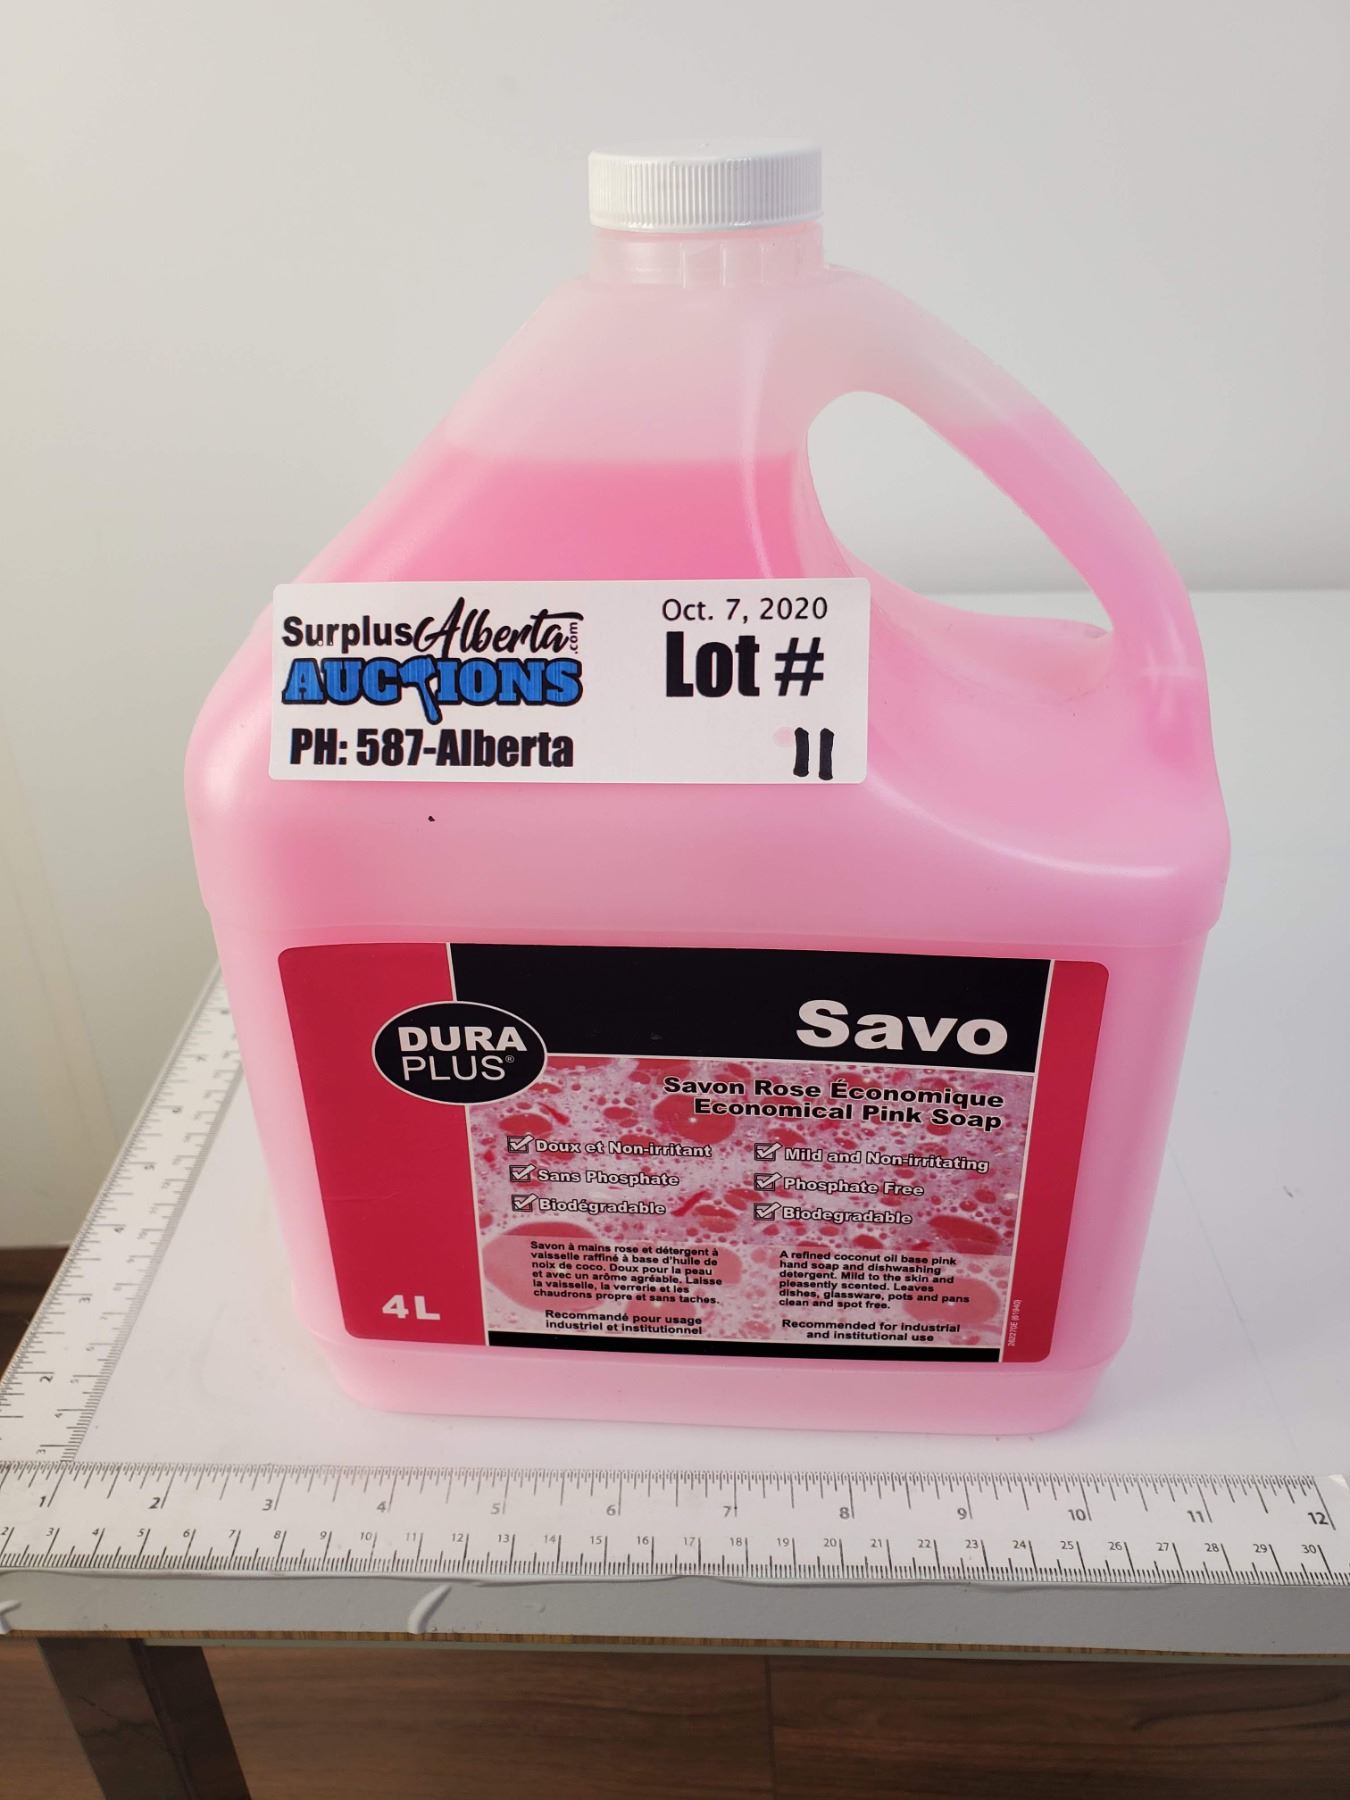 SurplusAlberta.com
AUCTIONS
PH: 587-Alberta
Oct. 7, 2020
Lot #
11
DURA
PLUS®
Savo
Savon Rose Économique
Economical Pink Soap
Doux et Non-irritant
Sans Phosphate
Biodégradable
Mild and Non-irritating
Phosphate Free
Biodegradable
Savon à mains rose et détergent à
vaisselle raffiné à base d'huile de
noix de coco. Doux pour la peau
et avec un arôme agréable. Laisse
la vaisselle, la verrerie et les
chaudrons propre et sans taches.
Recommandé pour usage
industriel et institutionnel
A refined coconut oil base pink
hand soap and dishwashing
detergent. Mild to the skin and
pleasently scented. Leaves
dishes, glassware, pots and pans
clean and spot free.
Recommended for industrial
and institutional use
4L
1 2 3 4 5 6 7 8 9 10 11 12
2 3 4 5 6 7 8 9 10 11 12 13 14 15 16 17 18 19 20 21 22 23 24 25 26 27 28 29 30